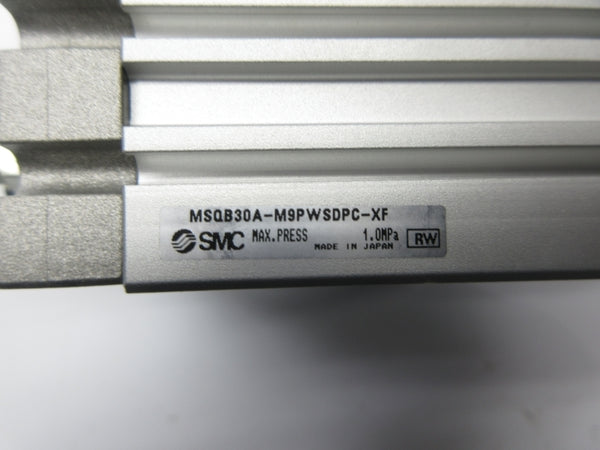 MSQB30A-M9PWSDPC-XF
SMC MAX.PRESS 1.0MPa RW
MADE IN JAPAN